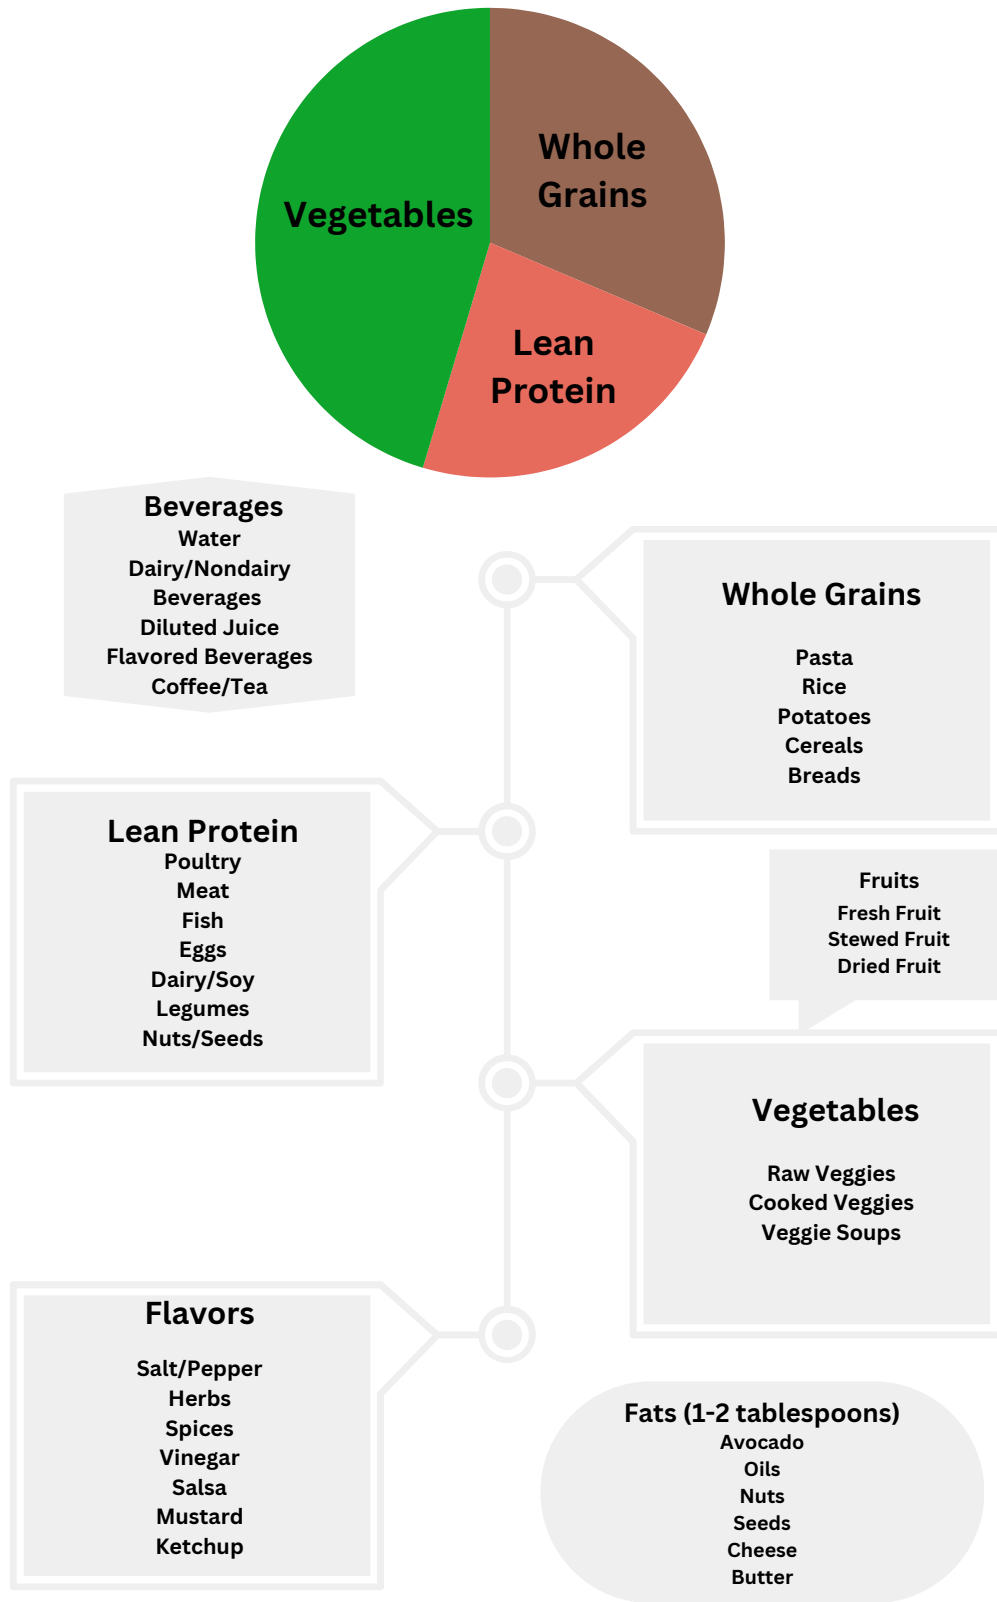 Whole
Grains
Vegetables
Lean
Protein
Beverages
Water
Dairy/Nondairy
Beverages
Diluted Juice
Flavored Beverages
Coffee/Tea
Whole Grains
Pasta
Rice
Potatoes
Cereals
Breads
Lean Protein
Poultry
Meat
Fish
Eggs
Dairy/Soy
Legumes
Nuts/Seeds
Fruits
Fresh Fruit
Stewed Fruit
Dried Fruit
Vegetables
Raw Veggies
Cooked Veggies
Veggie Soups
Flavors
Salt/Pepper
Herbs
Spices
Vinegar
Salsa
Mustard
Ketchup
Fats (1-2 tablespoons)
Avocado
Oils
Nuts
Seeds
Cheese
Butter